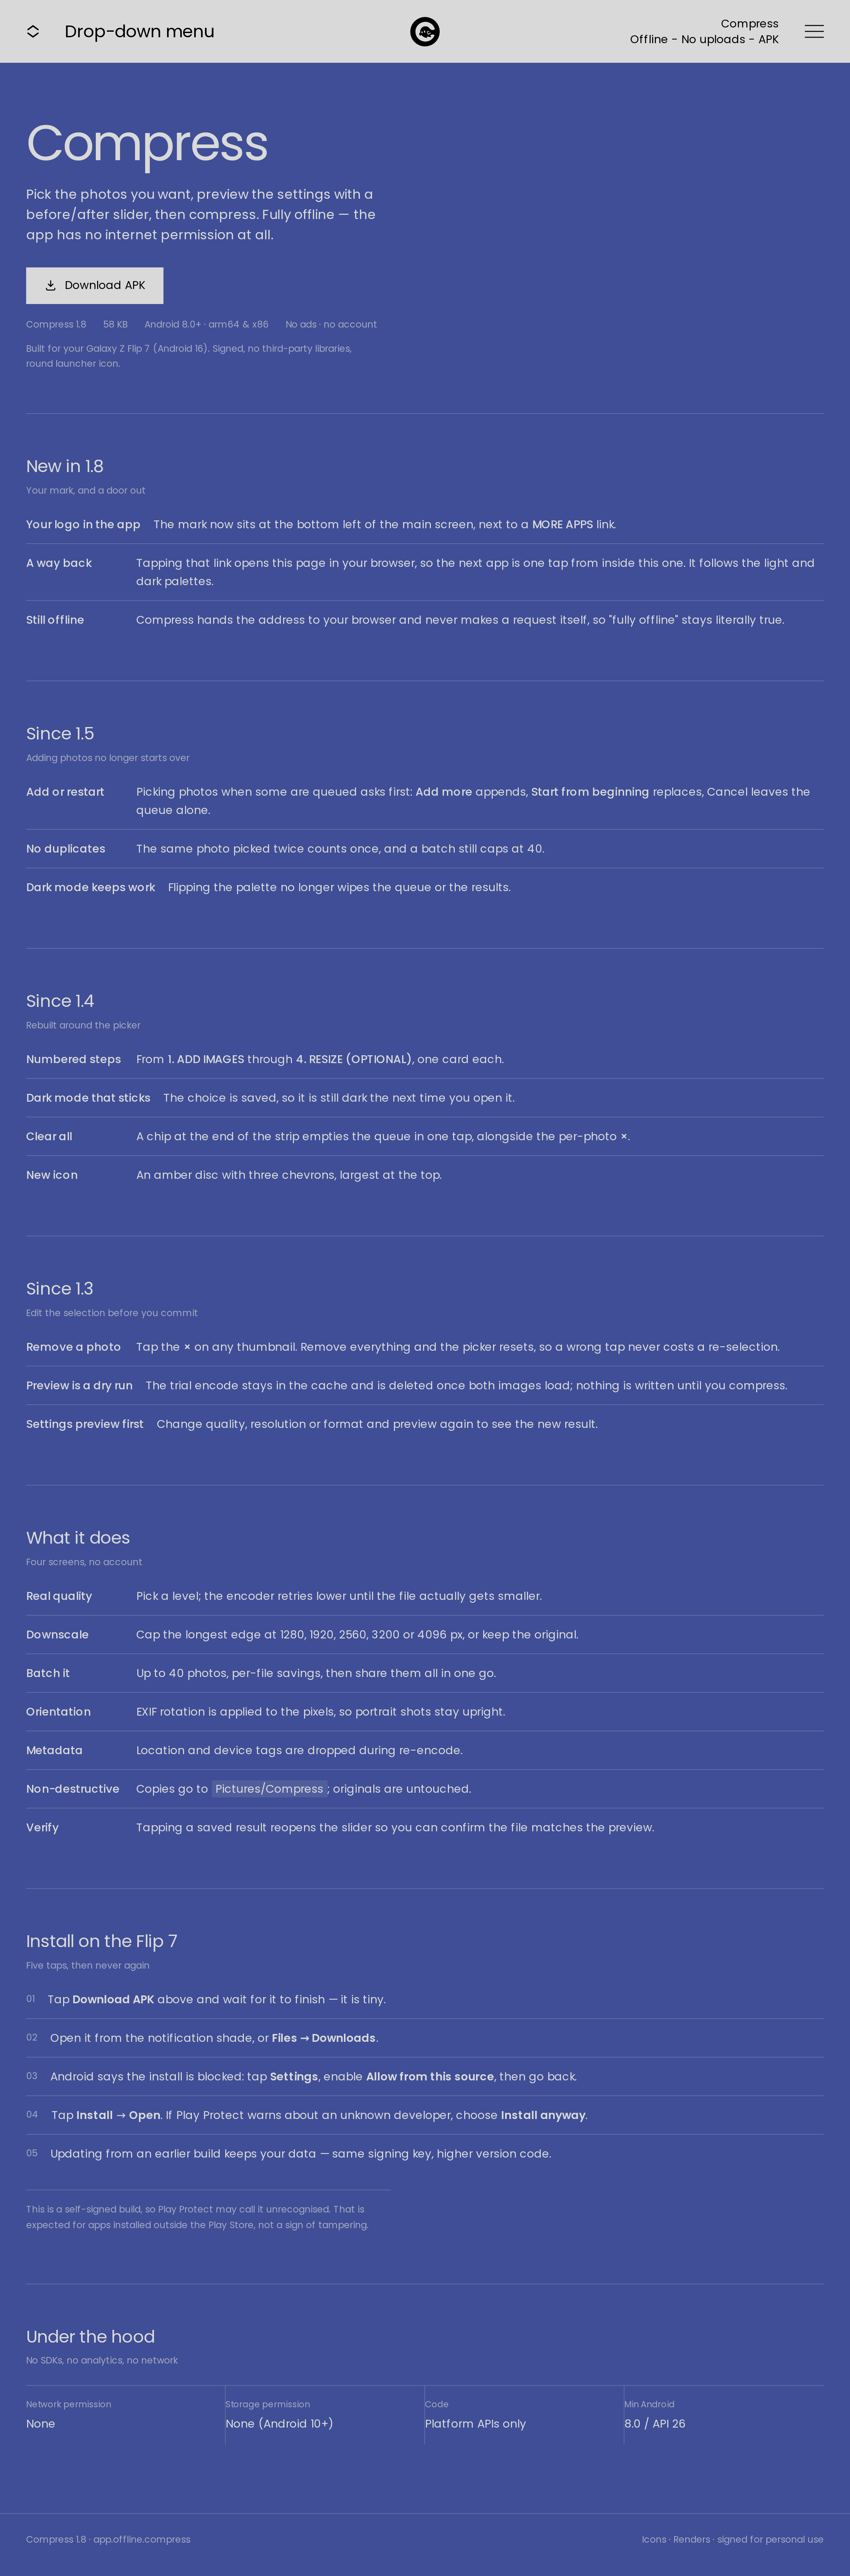 Drop-down menu
Compress
Offline - No uploads - APK
Compress
Pick the photos you want, preview the settings with a
before/after slider, then compress. Fully offline — the
app has no internet permission at all.
Download APK
Compress 1.8 58 KB Android 8.0+ · arm64 & x86 No ads · no account
Built for your Galaxy Z Flip 7 (Android 16). Signed, no third-party libraries,
round launcher icon.
New in 1.8
Your mark, and a door out
Your logo in the app The mark now sits at the bottom left of the main screen, next to a MORE APPS link.
A way back Tapping that link opens this page in your browser, so the next app is one tap from inside this one. It follows the light and
dark palettes.
Still offline Compress hands the address to your browser and never makes a request itself, so "fully offline" stays literally true.
Since 1.5
Adding photos no longer starts over
Add or restart Picking photos when some are queued asks first: Add more appends, Start from beginning replaces, Cancel leaves the
queue alone.
No duplicates The same photo picked twice counts once, and a batch still caps at 40.
Dark mode keeps work Flipping the palette no longer wipes the queue or the results.
Since 1.4
Rebuilt around the picker
Numbered steps From 1. ADD IMAGES through 4. RESIZE (OPTIONAL), one card each.
Dark mode that sticks The choice is saved, so it is still dark the next time you open it.
Clear all A chip at the end of the strip empties the queue in one tap, alongside the per-photo ×.
New icon An amber disc with three chevrons, largest at the top.
Since 1.3
Edit the selection before you commit
Remove a photo Tap the × on any thumbnail. Remove everything and the picker resets, so a wrong tap never costs a re-selection.
Preview is a dry run The trial encode stays in the cache and is deleted once both images load; nothing is written until you compress.
Settings preview first Change quality, resolution or format and preview again to see the new result.
What it does
Four screens, no account
Real quality Pick a level; the encoder retries lower until the file actually gets smaller.
Downscale Cap the longest edge at 1280, 1920, 2560, 3200 or 4096 px, or keep the original.
Batch it Up to 40 photos, per-file savings, then share them all in one go.
Orientation EXIF rotation is applied to the pixels, so portrait shots stay upright.
Metadata Location and device tags are dropped during re-encode.
Non-destructive Copies go to Pictures/Compress ; originals are untouched.
Verify Tapping a saved result reopens the slider so you can confirm the file matches the preview.
Install on the Flip 7
Five taps, then never again
01 Tap Download APK above and wait for it to finish — it is tiny.
02 Open it from the notification shade, or Files → Downloads.
03 Android says the install is blocked: tap Settings, enable Allow from this source, then go back.
04 Tap Install → Open. If Play Protect warns about an unknown developer, choose Install anyway.
05 Updating from an earlier build keeps your data — same signing key, higher version code.
This is a self-signed build, so Play Protect may call it unrecognised. That is
expected for apps installed outside the Play Store, not a sign of tampering.
Under the hood
No SDKs, no analytics, no network
Network permission Storage permission Code Min Android
None None (Android 10+) Platform APIs only 8.0 / API 26
Compress 1.8 · app.offline.compress Icons · Renders · signed for personal use